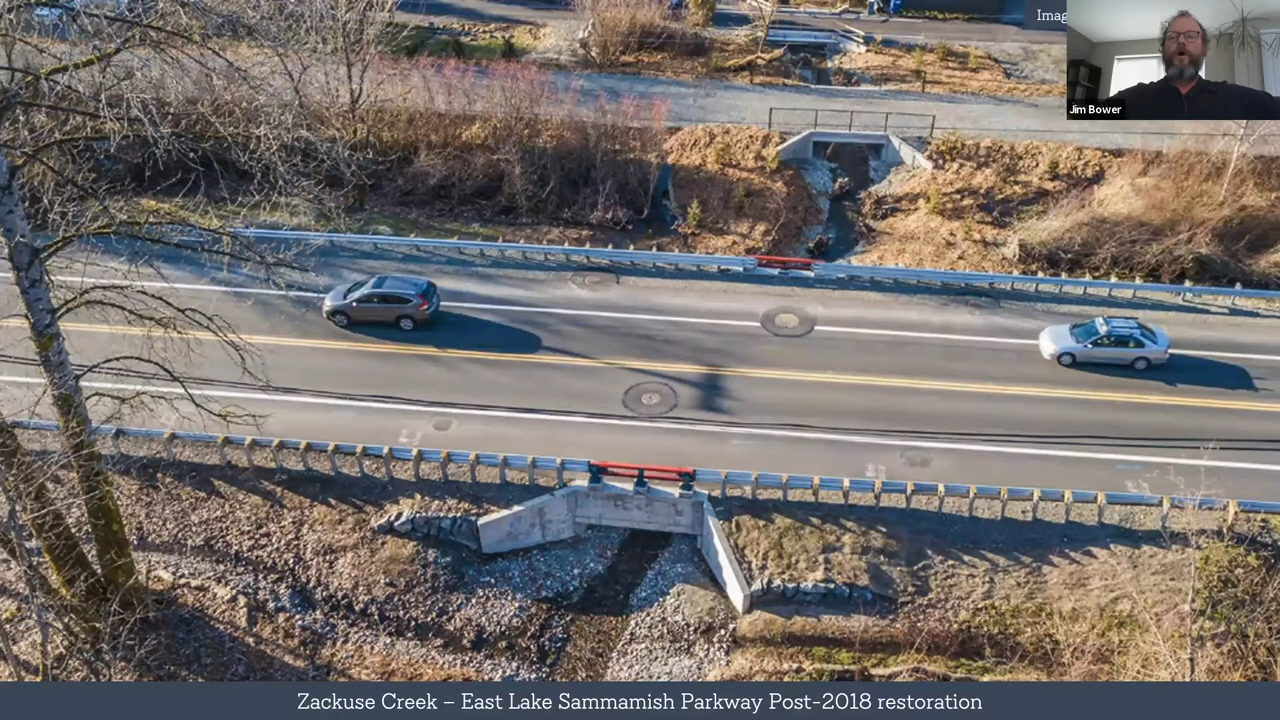 Imag
Jim Bower
Zackuse Creek – East Lake Sammamish Parkway Post-2018 restoration